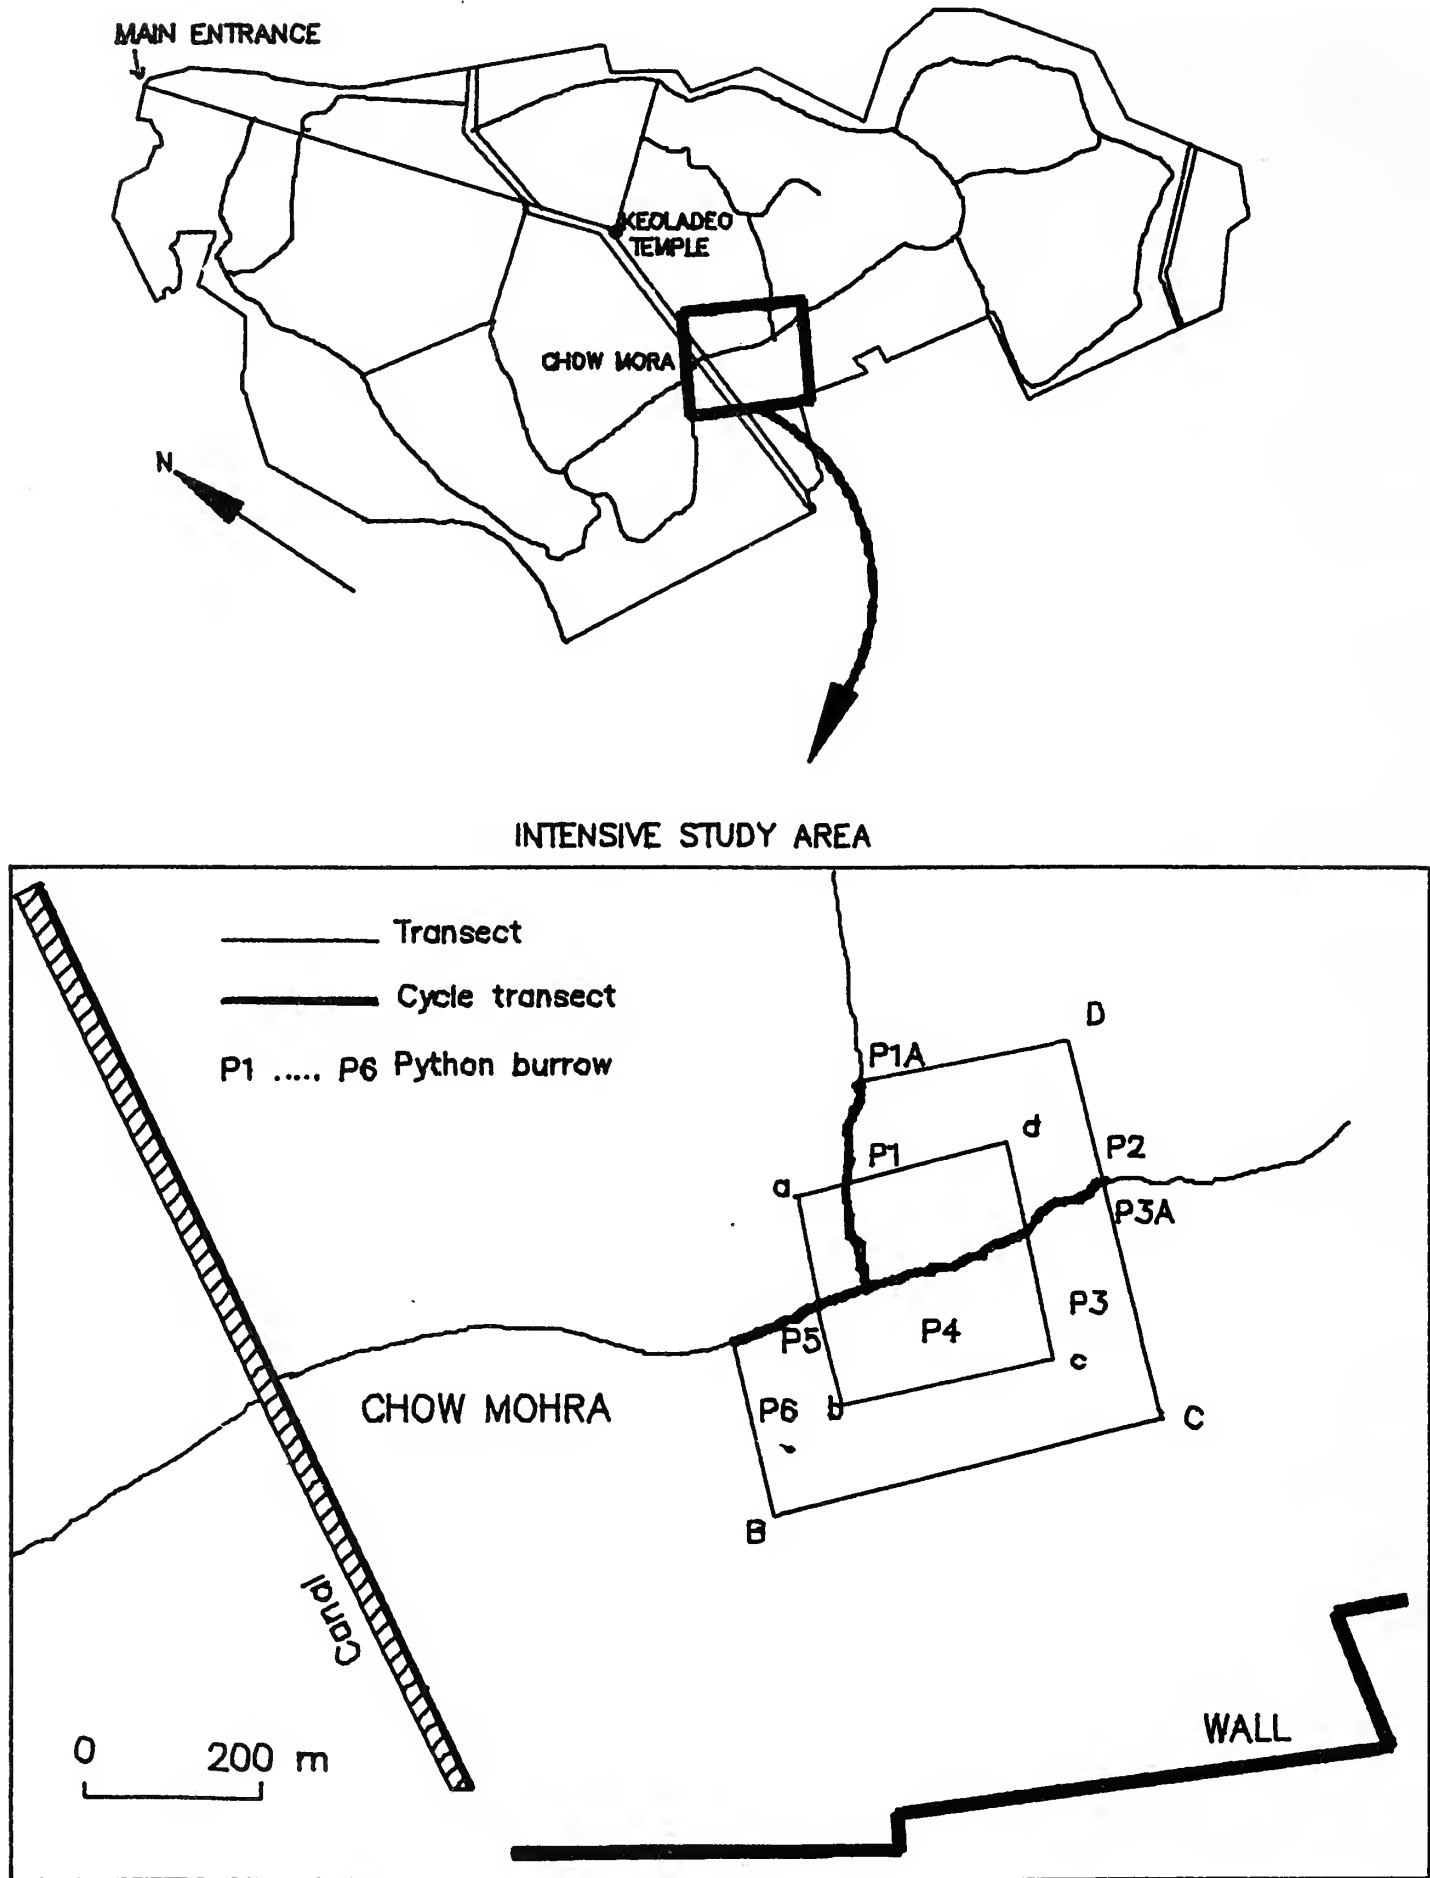 MAIN ENTRANCE
KEOLADEO
TEMPLE
CHOW MORA
N
INTENSIVE STUDY AREA
Transect
Cycle transect
P1 ..... P6 Python burrow
D
P1A
d
P1
P2
a
P3A
P3
P5
P4
c
CHOW MOHRA
P6
b
C
B
Canal
WALL
0 200 m